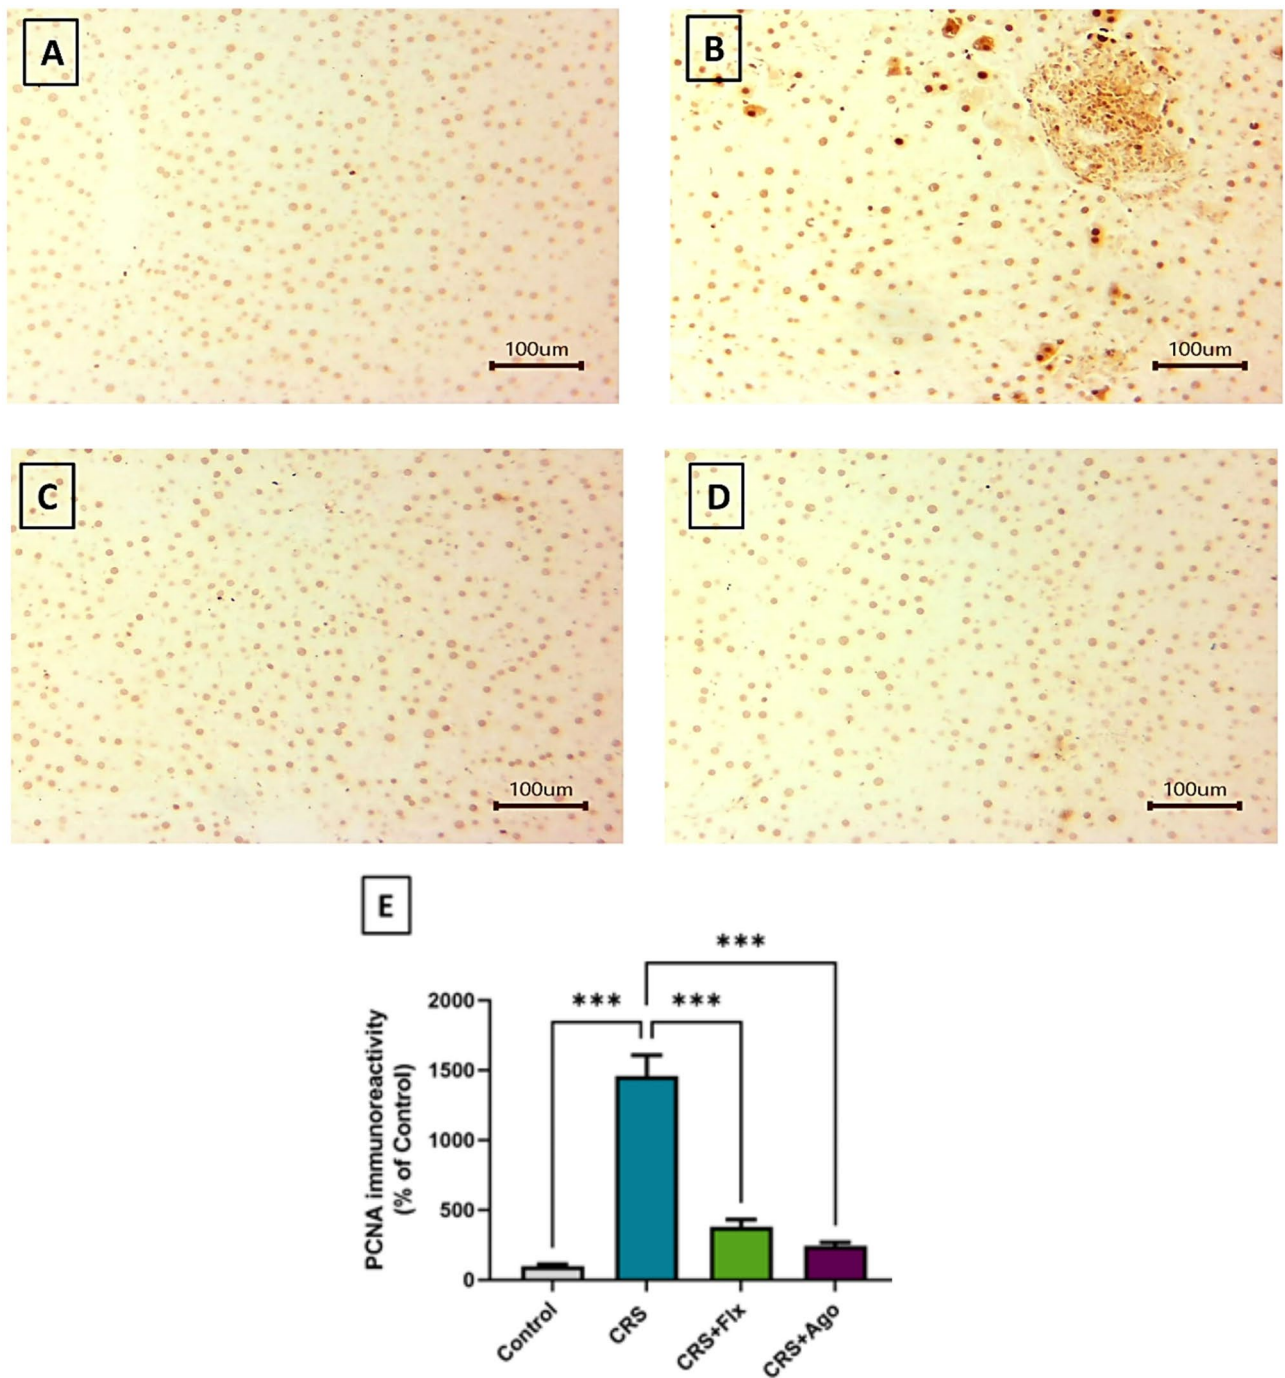 A
B
100um
100um
C
D
100um
100um
E
***
*** ***
2000
1500
1000
500
0
PCNA immunoreactivity
(% of Control)
Control
CRS
CRS+Flx
CRS+Ago